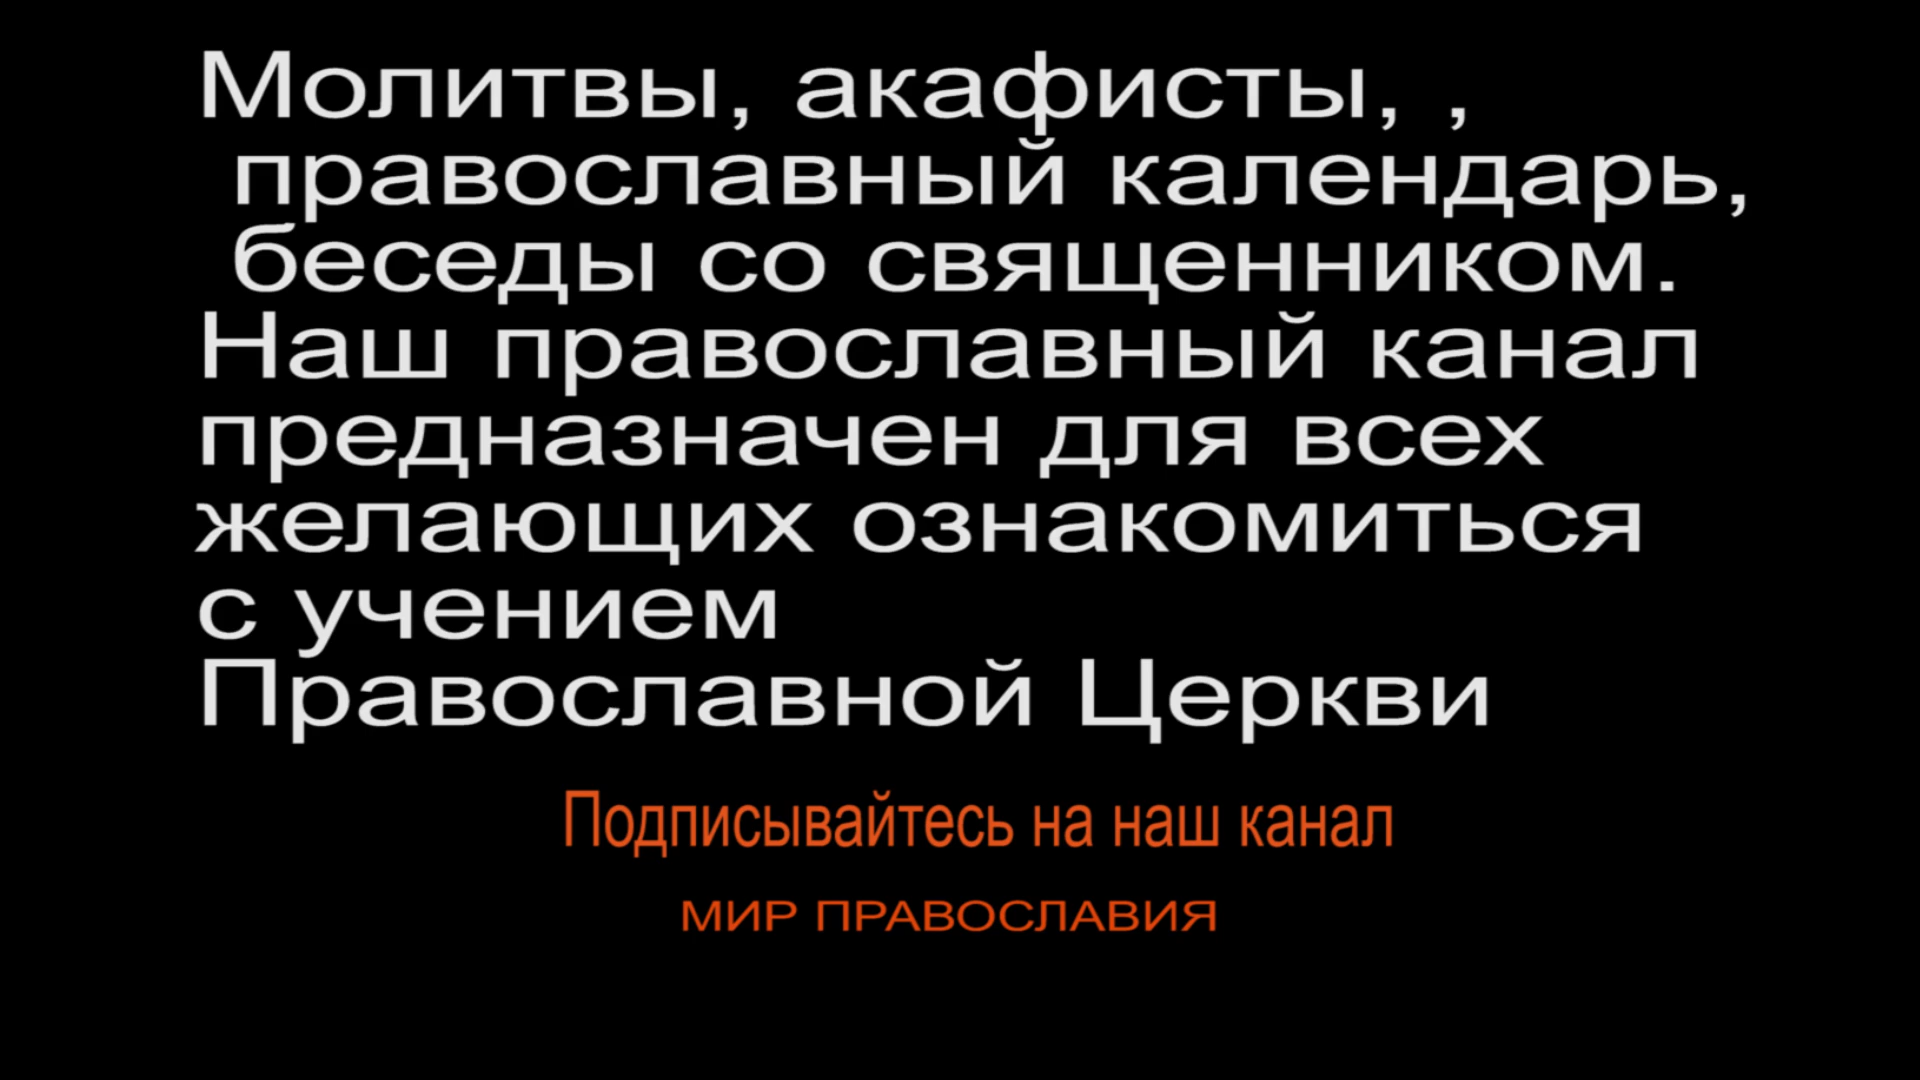 Молитвы, акафисты, ,
православный календарь,
беседы со священником.
Наш православный канал
предназначен для всех
желающих ознакомиться
с учением
Православной Церкви
Подписывайтесь на наш канал
МИР ПРАВОСЛАВИЯ